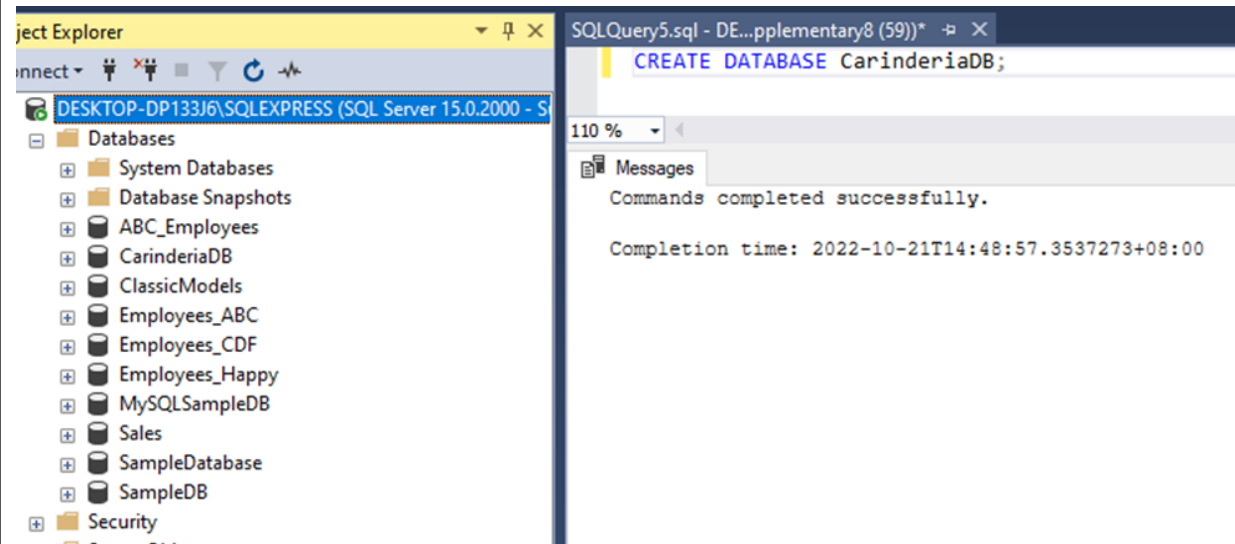 ject Explorer
onnect
DESKTOP-DP133J6\SQLEXPRESS (SQL Server 15.0.2000 - S
Databases
System Databases
Database Snapshots
ABC_Employees
CarinderiaDB
ClassicModels
Employees_ABC
Employees_CDF
Employees_Happy
MySQLSampleDB
Sales
SampleDatabase
SampleDB
Security
SQLQuery5.sql - DE...pplementary8 (59))*
CREATE DATABASE CarinderiaDB;
110 %
Messages
Commands completed successfully.
Completion time: 2022-10-21T14:48:57.3537273+08:00